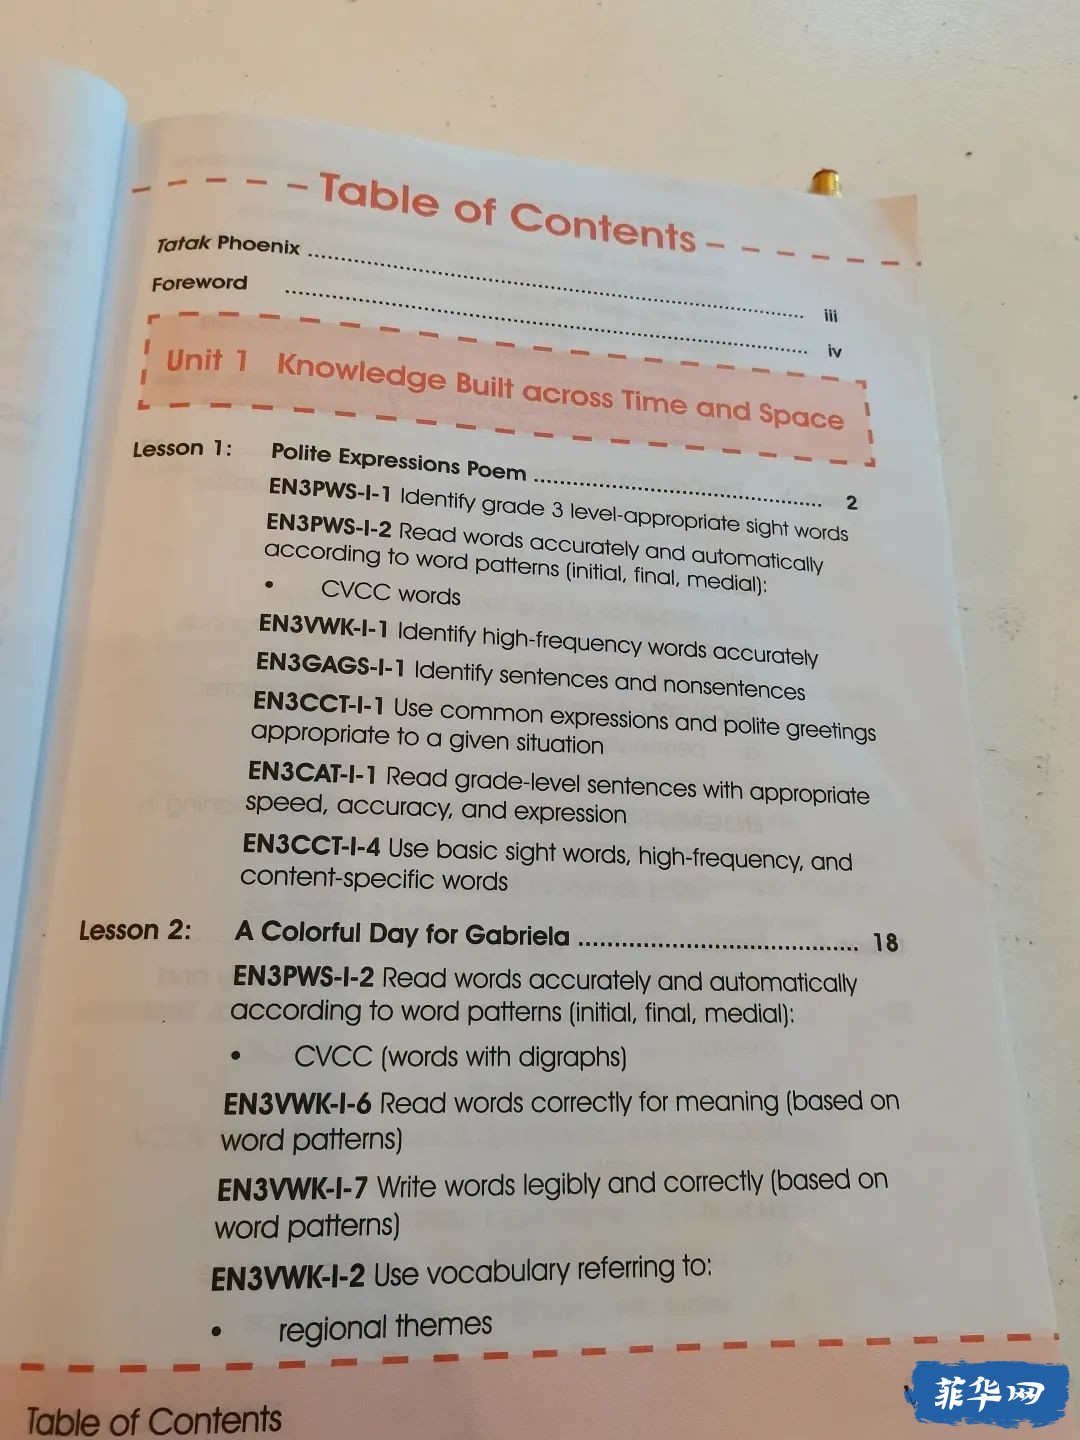 Table of Contents
Tatak Phoenix ........................ iii
Foreword ........................ iv
Unit 1 Knowledge Built across Time and Space
Lesson 1: Polite Expressions Poem ........................ 2
EN3PWS-I-1 Identify grade 3 level-appropriate sight words
EN3PWS-I-2 Read words accurately and automatically
according to word patterns (initial, final, medial):
• CVCC words
EN3VWK-I-1 Identify high-frequency words accurately
EN3GAGS-I-1 Identify sentences and nonsentences
EN3CCT-I-1 Use common expressions and polite greetings
appropriate to a given situation
EN3CAT-I-1 Read grade-level sentences with appropriate
speed, accuracy, and expression
EN3CCT-I-4 Use basic sight words, high-frequency, and
content-specific words
Lesson 2: A Colorful Day for Gabriela ........................ 18
EN3PWS-I-2 Read words accurately and automatically
according to word patterns (initial, final, medial):
• CVCC (words with digraphs)
EN3VWK-I-6 Read words correctly for meaning (based on
word patterns)
EN3VWK-I-7 Write words legibly and correctly (based on
word patterns)
EN3VWK-I-2 Use vocabulary referring to:
• regional themes
Table of Contents
菲华网